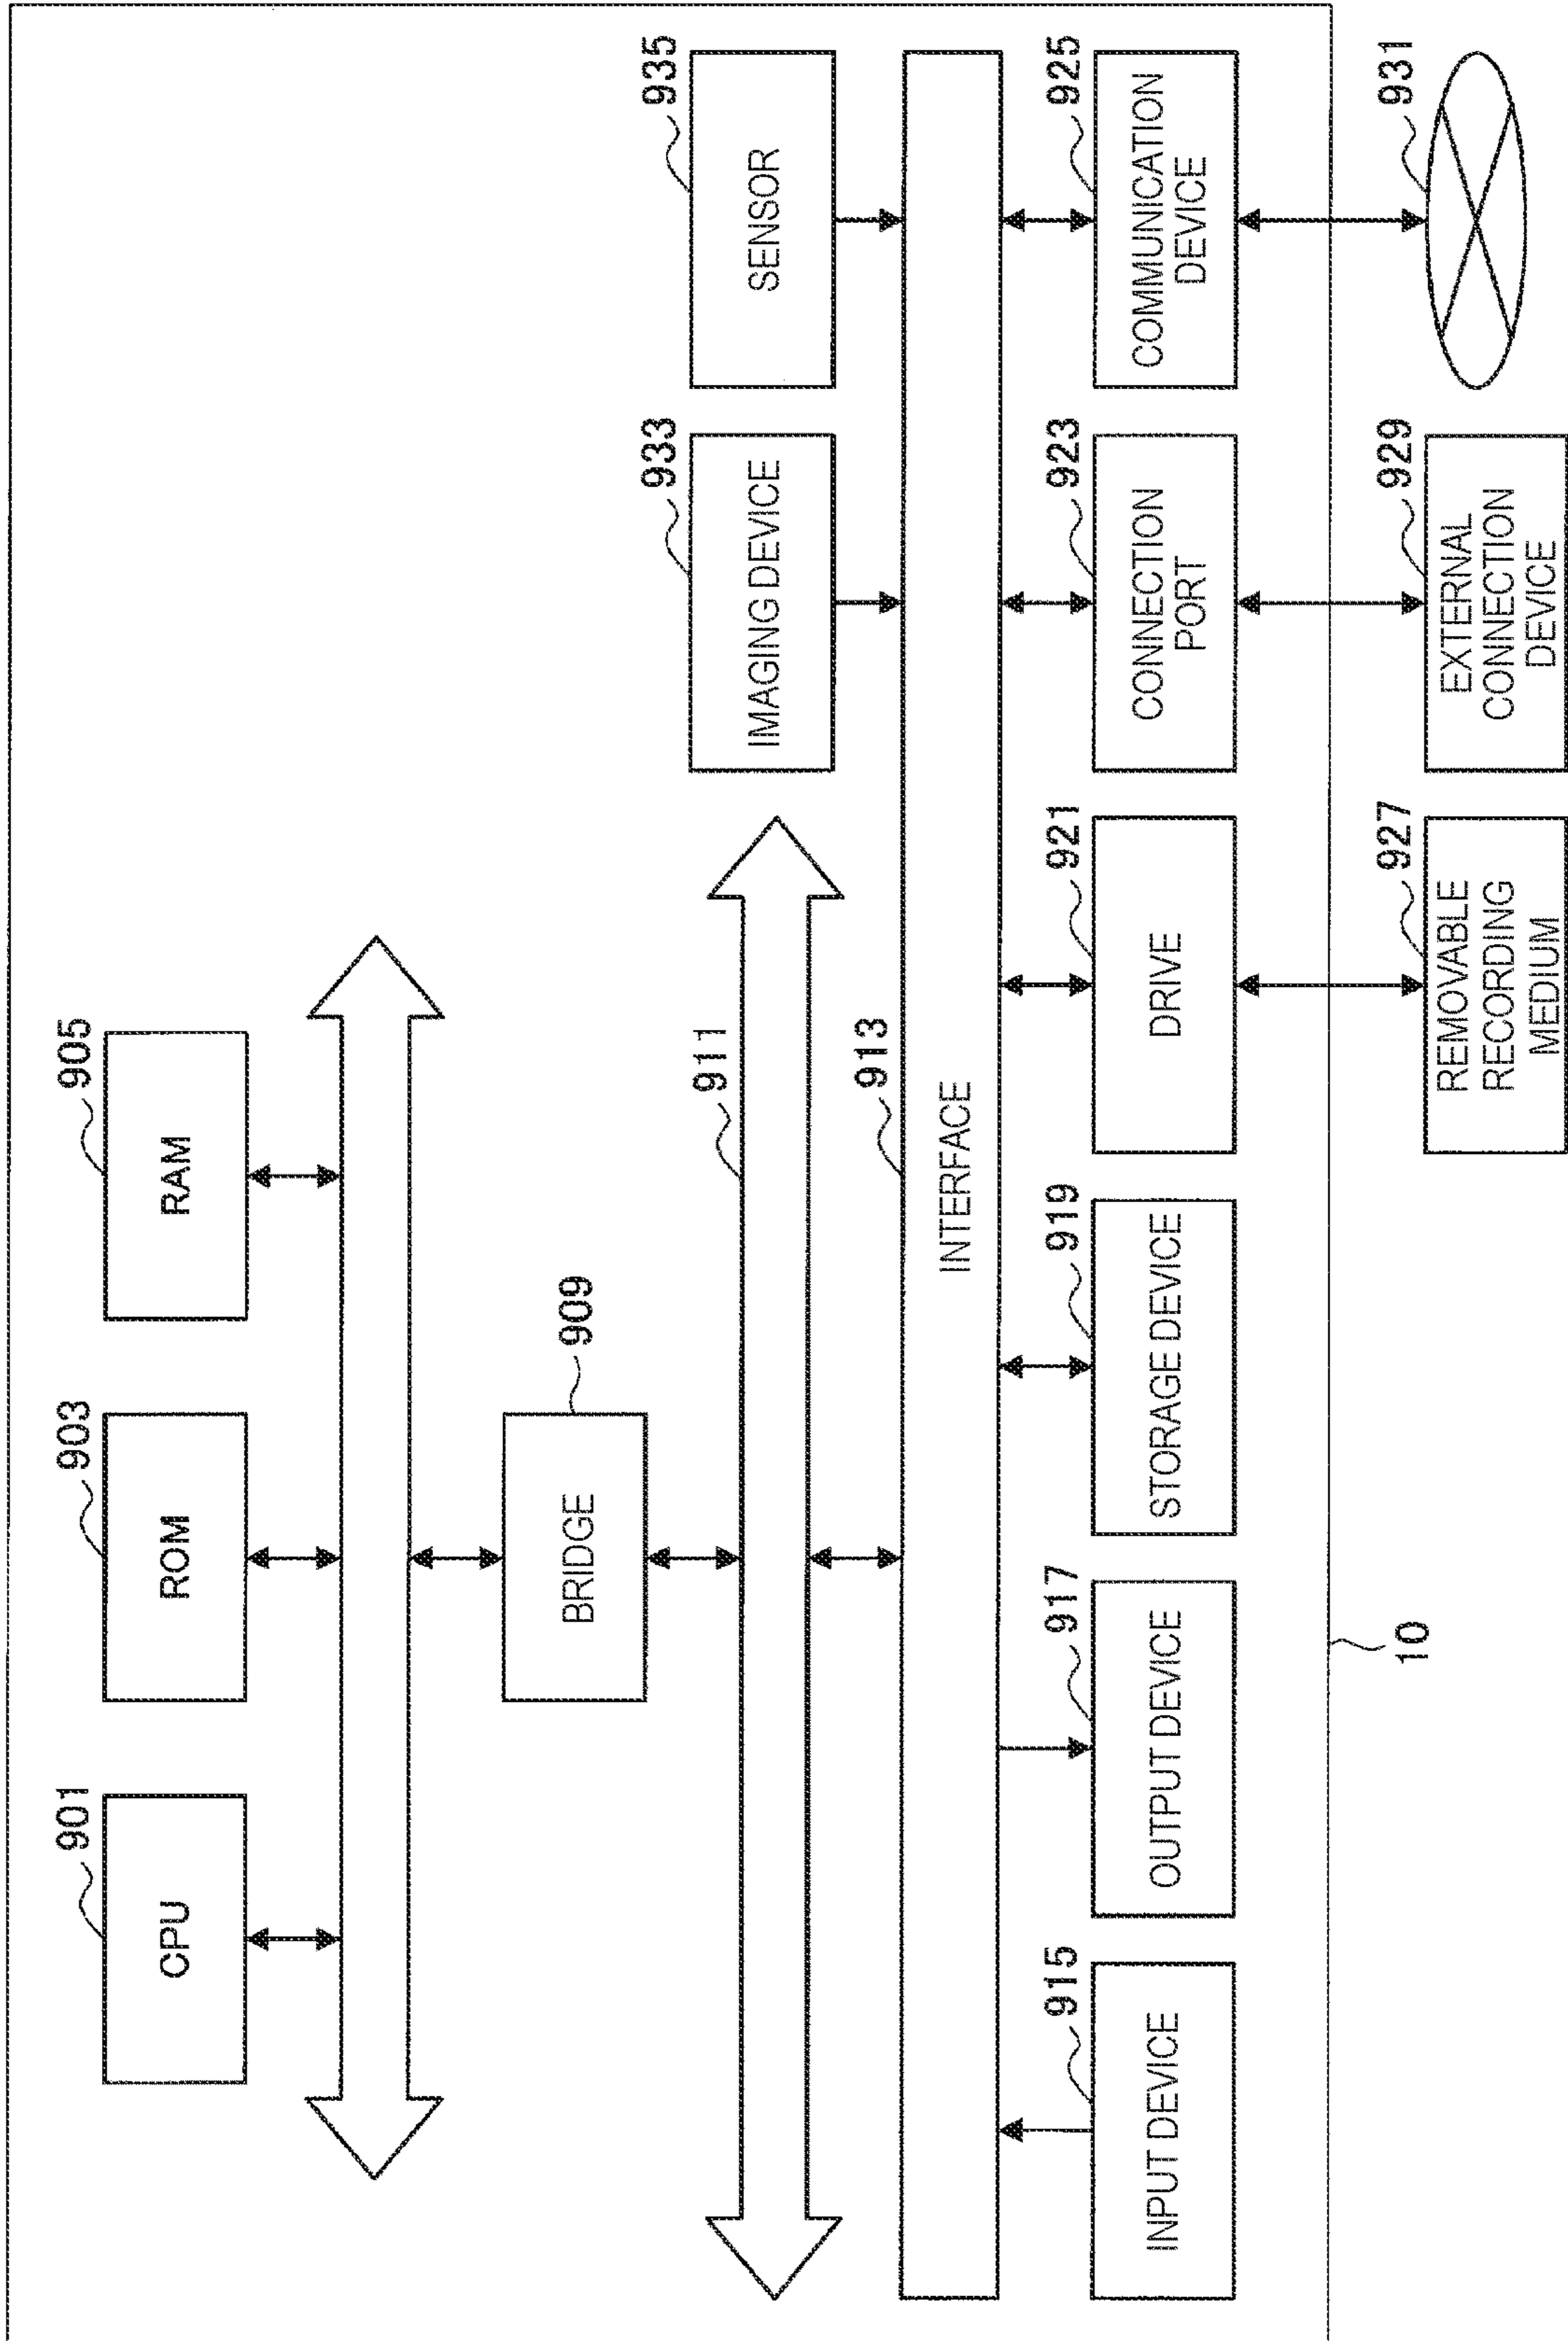 901
CPU
903
ROM
905
RAM
909
BRIDGE
911
933
IMAGING DEVICE
935
SENSOR
913
INTERFACE
915
INPUT DEVICE
917
OUTPUT DEVICE
919
STORAGE DEVICE
921
DRIVE
923
CONNECTION
PORT
925
COMMUNICATION
DEVICE
10
927
REMOVABLE
RECORDING
MEDIUM
929
EXTERNAL
CONNECTION
DEVICE
931